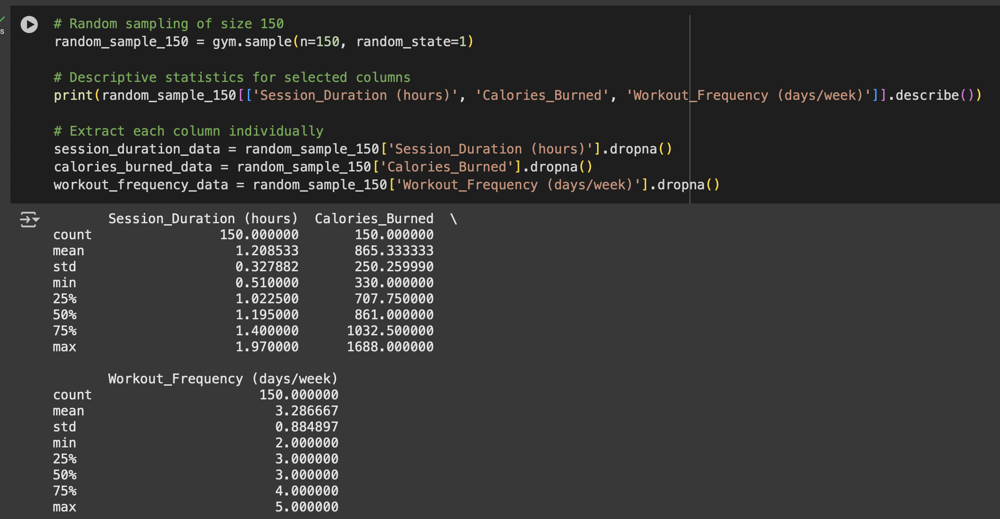 s
# Random sampling of size 150
random_sample_150 = gym.sample(n=150, random_state=1)
# Descriptive statistics for selected columns
print(random_sample_150[['Session_Duration (hours)', 'Calories_Burned', 'Workout_Frequency (days/week)']].describe())
# Extract each column individually
session_duration_data = random_sample_150['Session_Duration (hours)'].dropna()
calories_burned_data = random_sample_150['Calories_Burned'].dropna()
workout_frequency_data = random_sample_150['Workout_Frequency (days/week)'].dropna()
Session_Duration (hours)  Calories_Burned  \
count 150.000000 150.000000
mean 1.208533 865.333333
std 0.327882 250.259990
min 0.510000 330.000000
25% 1.022500 707.750000
50% 1.195000 861.000000
75% 1.400000 1032.500000
max 1.970000 1688.000000
Workout_Frequency (days/week)
count 150.000000
mean 3.286667
std 0.884897
min 2.000000
25% 3.000000
50% 3.000000
75% 4.000000
max 5.000000